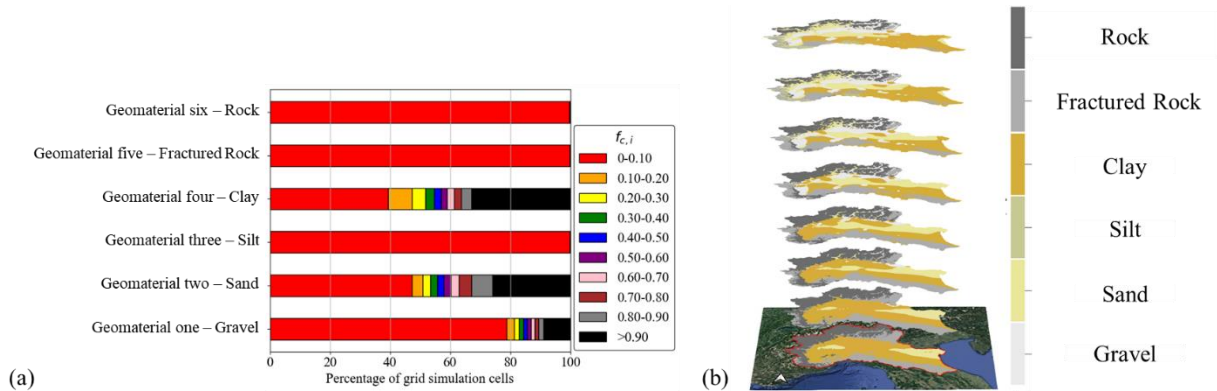 Geomaterial six – Rock
Geomaterial five – Fractured Rock
Geomaterial four – Clay
Geomaterial three – Silt
Geomaterial two – Sand
Geomaterial one – Gravel
0 20 40 60 80 100
Percentage of grid simulation cells
(a)
f_{c,i}
0-0.10
0.10-0.20
0.20-0.30
0.30-0.40
0.40-0.50
0.50-0.60
0.60-0.70
0.70-0.80
0.80-0.90
>0.90
(b)
Rock
Fractured Rock
Clay
Silt
Sand
Gravel